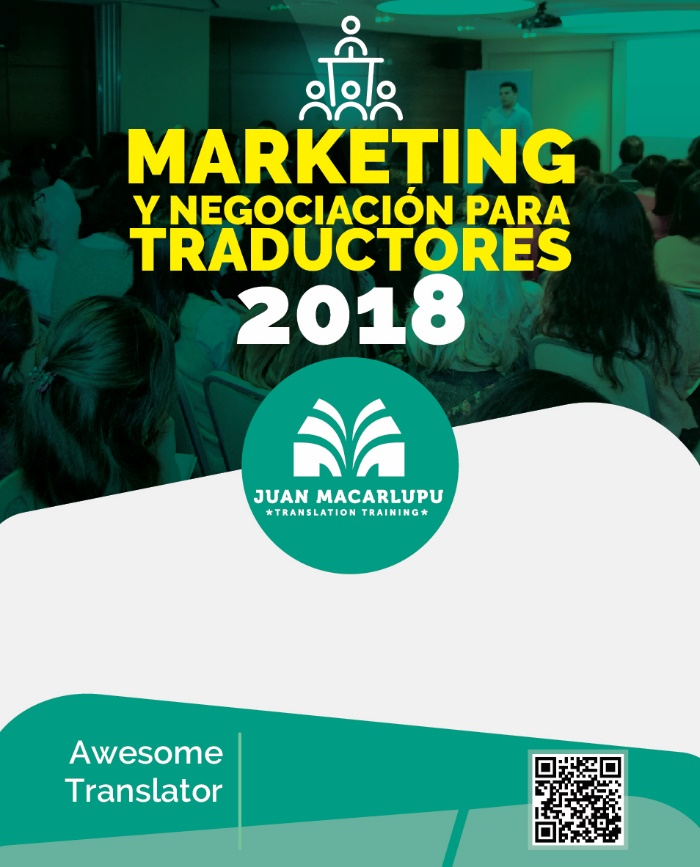 MARKETING
Y NEGOCIACIÓN PARA
TRADUCTORES
2018
JUAN MACARLUPU
★TRANSLATION TRAINING★
Awesome
Translator